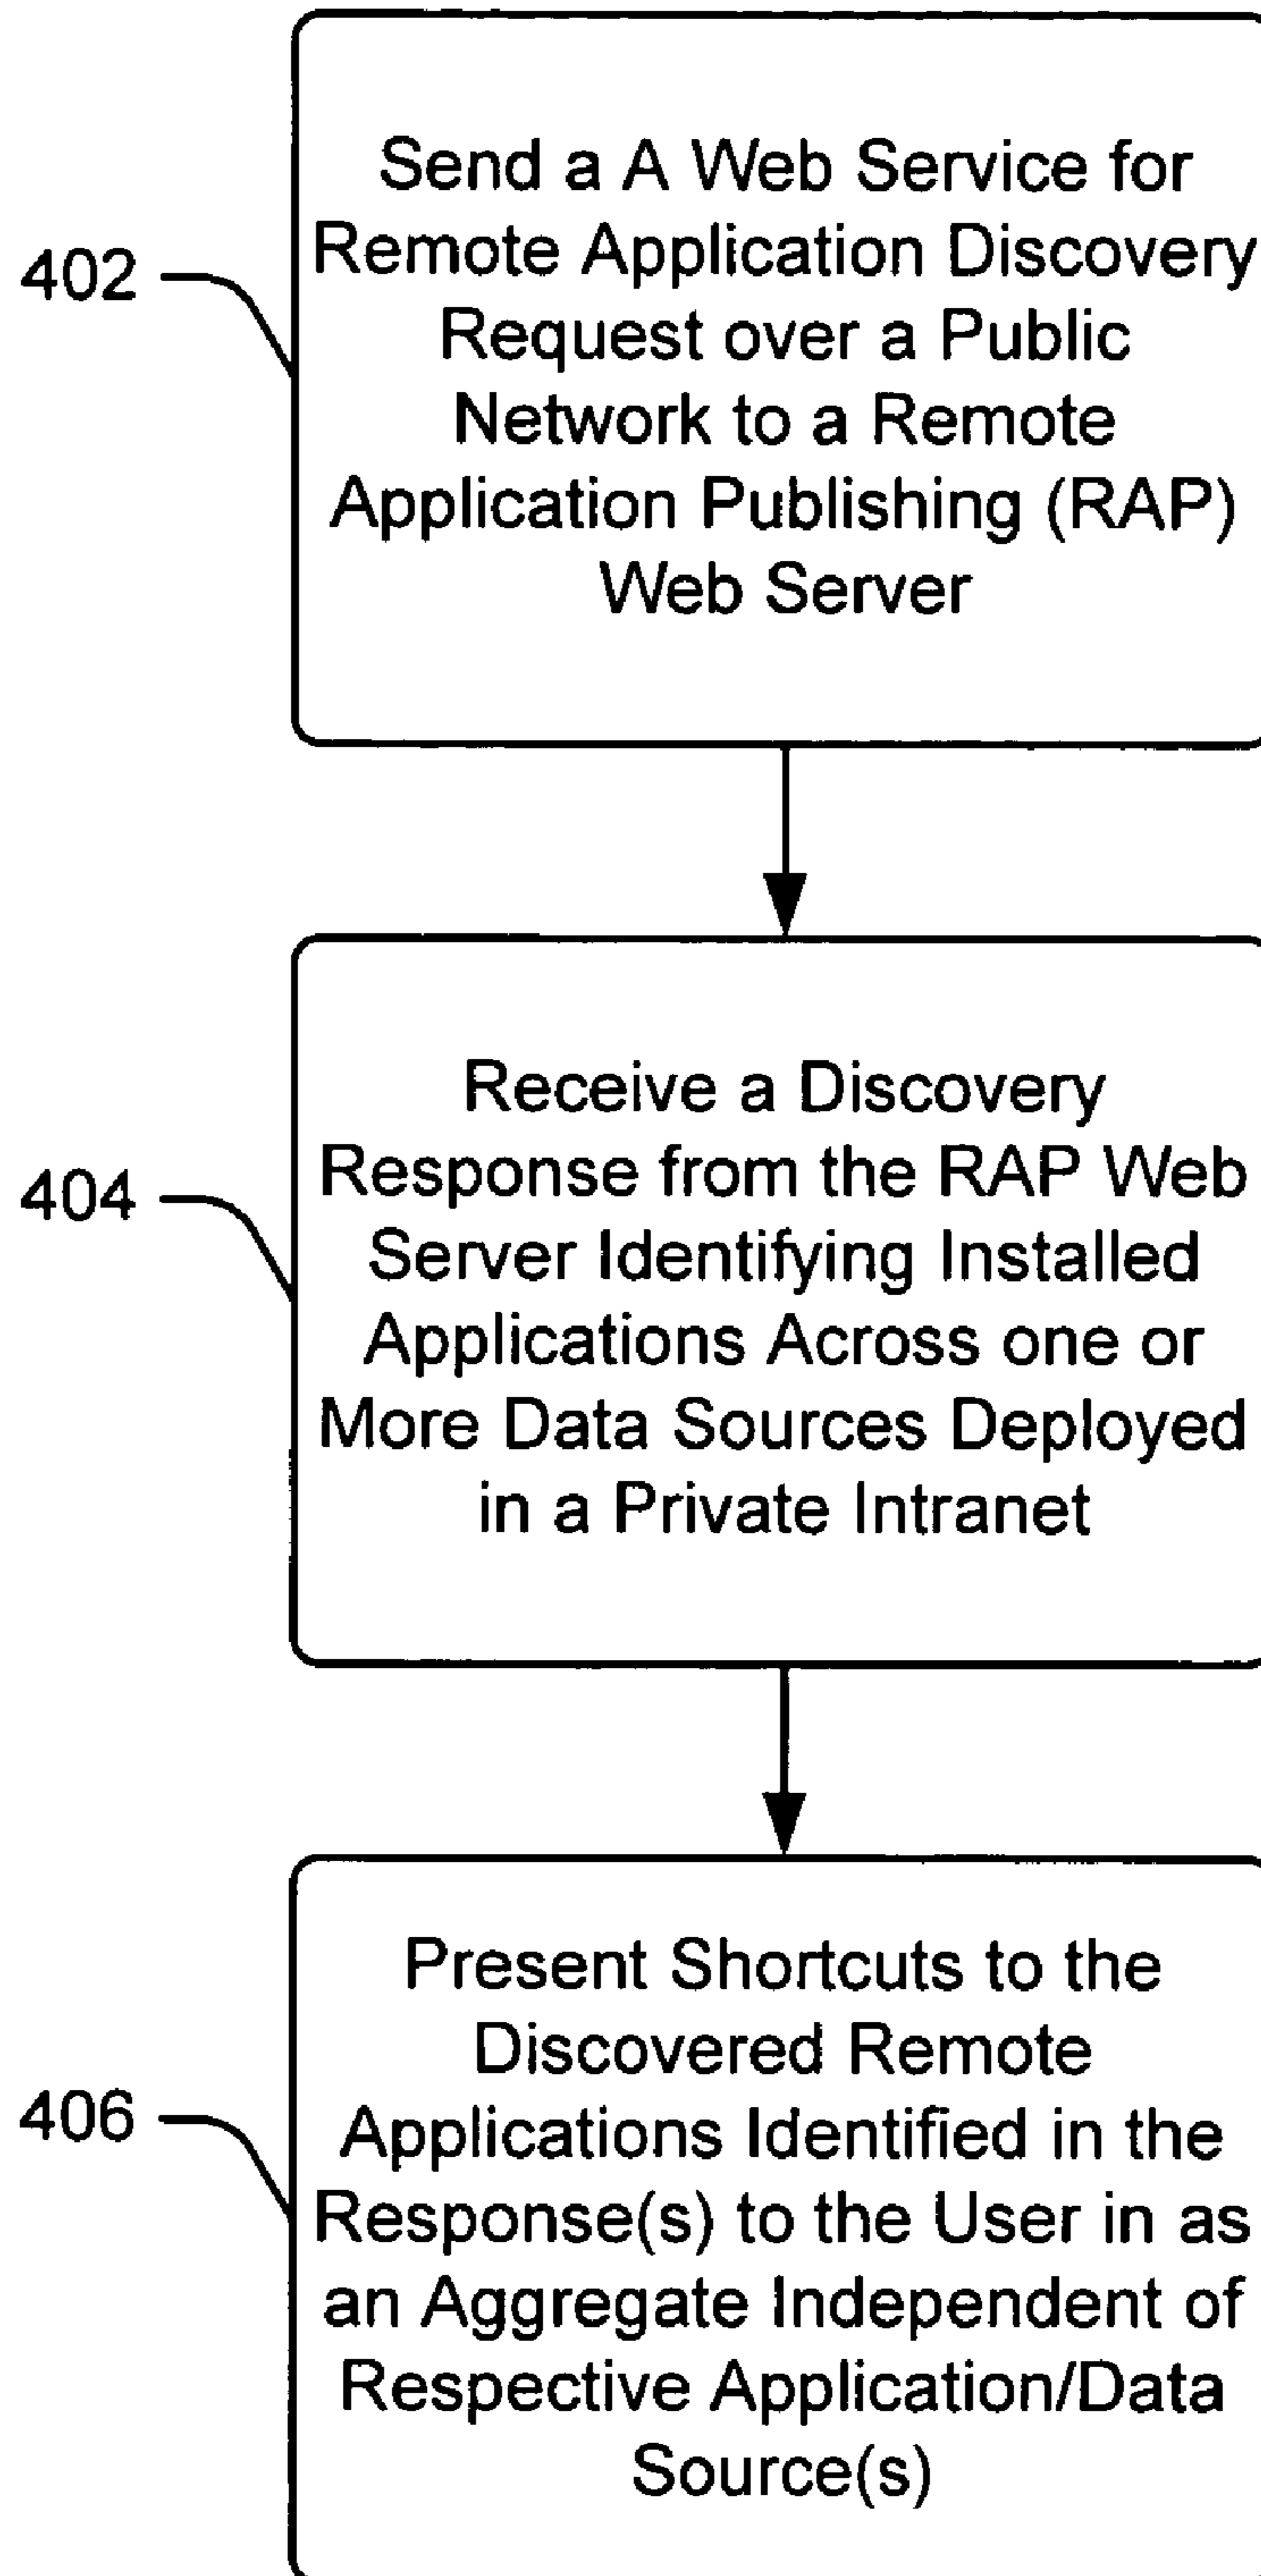 Send a A Web Service for
402
Remote Application Discovery
Request over a Public
Network to a Remote
Application Publishing (RAP)
Web Server
Receive a Discovery
404
Response from the RAP Web
Server Identifying Installed
Applications Across one or
More Data Sources Deployed
in a Private Intranet
Present Shortcuts to the
Discovered Remote
406
Applications Identified in the
Response(s) to the User in as
an Aggregate Independent of
Respective Application/Data
Source(s)